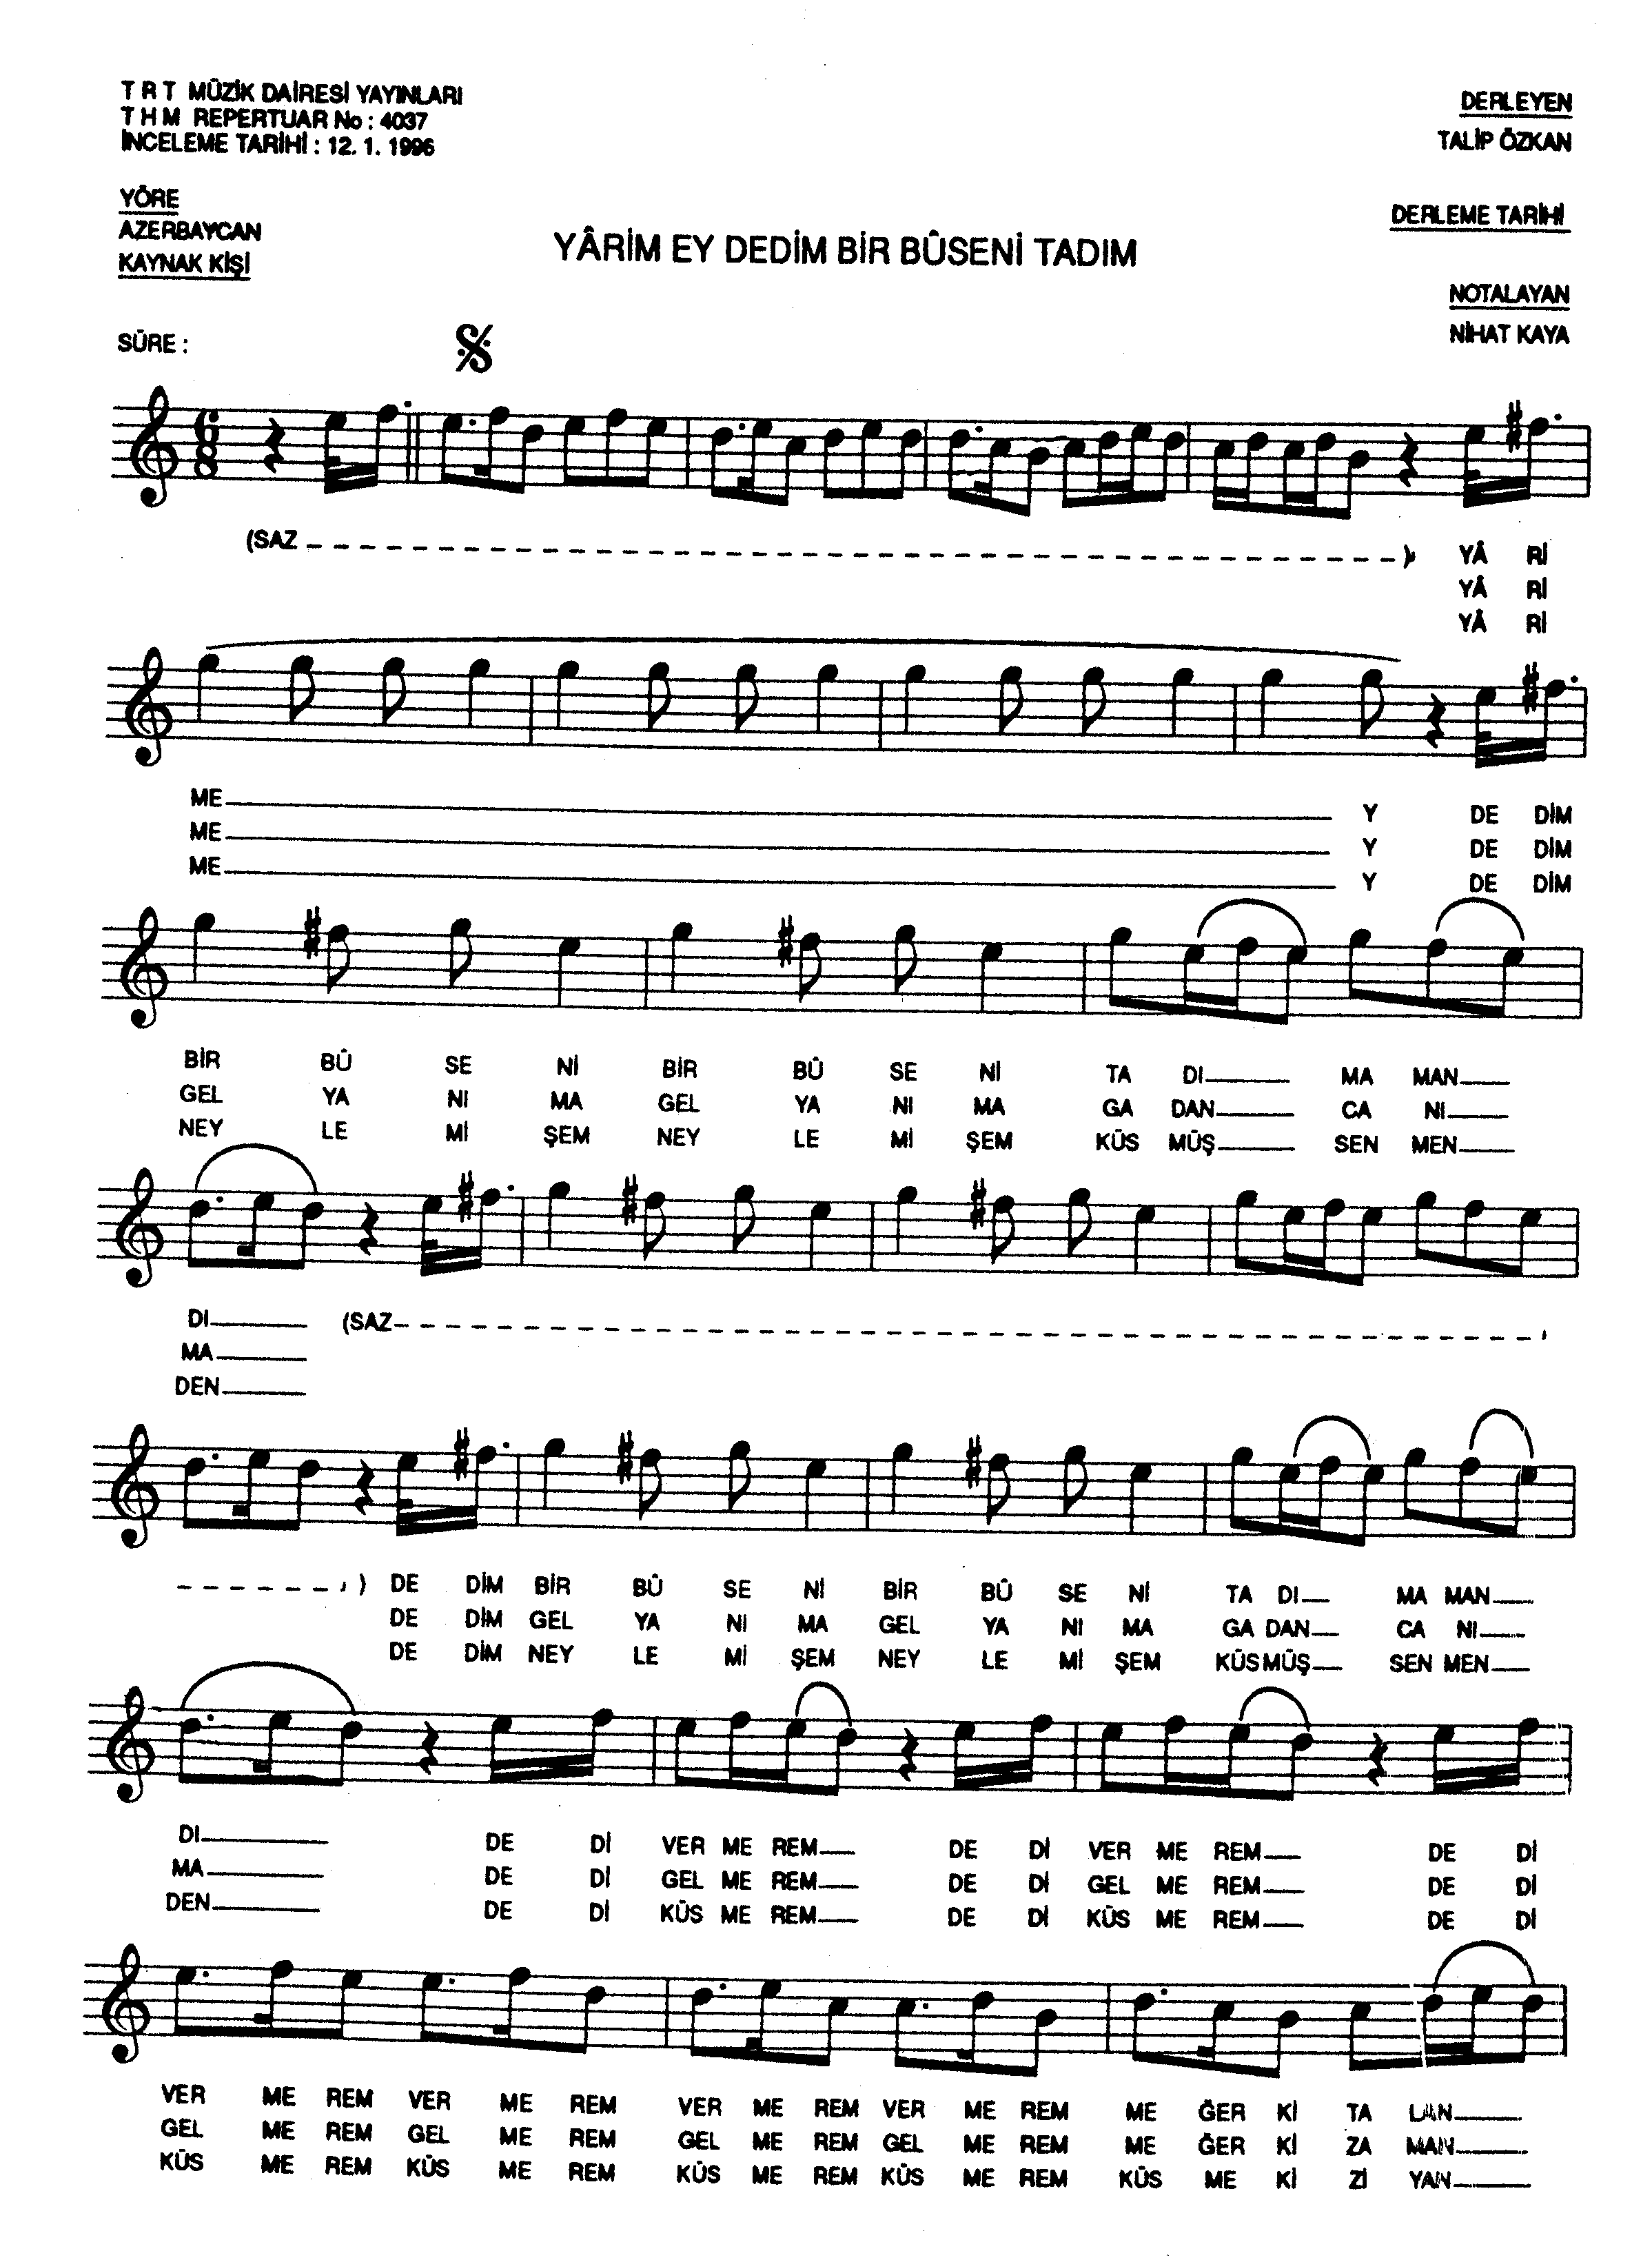 T R T MÜZİK DAİRESİ YAYINLARI
T H M REPERTUAR No : 4037
İNCELEME TARİHİ : 12. 1. 1996
DERLEYEN
TALİP ÖZKAN
YÖRE
AZERBAYCAN
KAYNAK KİŞİ
DERLEME TARİHİ
YÂRİM EY DEDİM BİR BÛSENİ TADIM
NOTALAYAN
NİHAT KAYA
SÜRE :
6 8
(SAZ ) YÂ Rİ
YÂ Rİ
YÂ Rİ
ME Y DE DİM
ME Y DE DİM
ME Y DE DİM
BİR BÛ SE Nİ BİR BÛ SE Nİ TA DI MA MAN
GEL YA NI MA GEL YA NI MA GA DAN CA NI
NEY LE Mİ ŞEM NEY LE Mİ ŞEM KÜS MÜŞ SEN MEN
DI (SAZ
MA
DEN
) DE DİM BİR BÛ SE Nİ BİR BÛ SE Nİ TA DI MA MAN
DE DİM GEL YA NI MA GEL YA NI MA GA DAN CA NI
DE DİM NEY LE Mİ ŞEM NEY LE Mİ ŞEM KÜS MÜŞ SEN MEN
DI DE Dİ VER ME REM DE Dİ VER ME REM DE Dİ
MA DE Dİ GEL ME REM DE Dİ GEL ME REM DE Dİ
DEN DE Dİ KÜS ME REM DE Dİ KÜS ME REM DE Dİ
VER ME REM VER ME REM VER ME REM VER ME REM ME ĞER Kİ TA LAN
GEL ME REM GEL ME REM GEL ME REM GEL ME REM ME ĞER Kİ ZA MAN
KÜS ME REM KÜS ME REM KÜS ME REM KÜS ME REM KÜS ME Kİ Zİ YAN